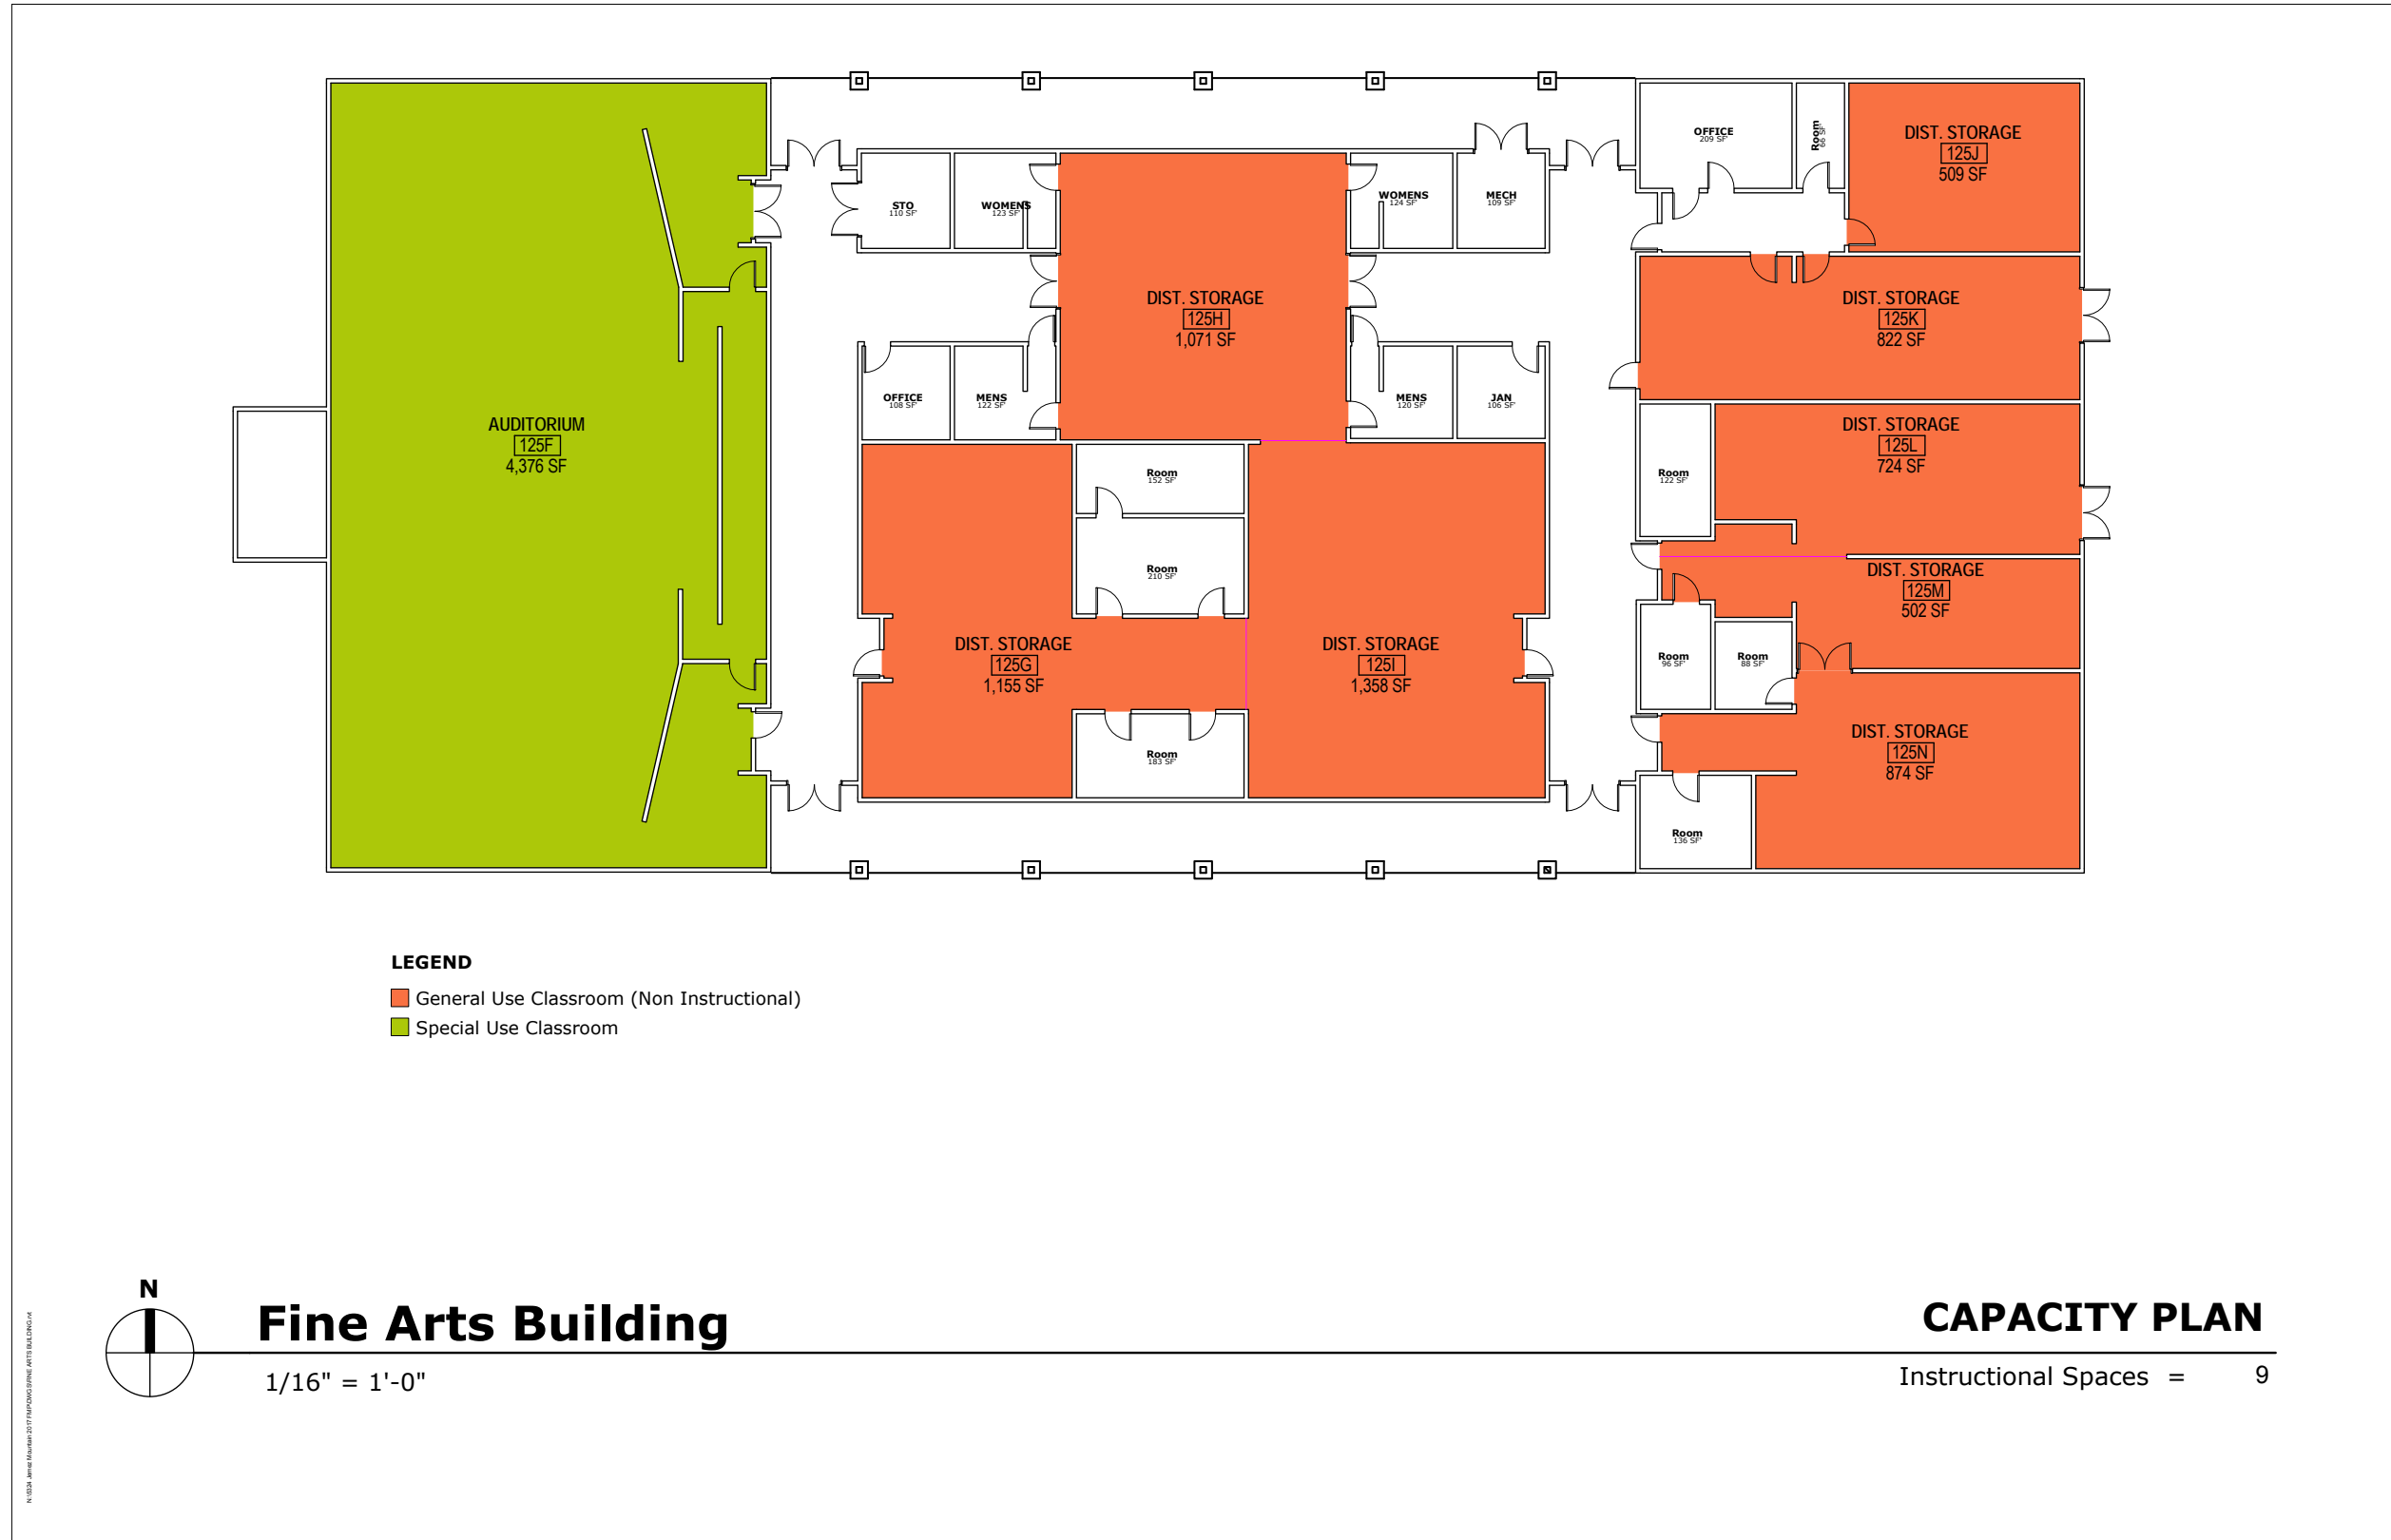 OFFICE
209 SF'
Room
66 SF'
DIST. STORAGE
125J
509 SF
STO
110 SF'
WOMENS
123 SF'
WOMENS
124 SF'
MECH
109 SF'
DIST. STORAGE
125H
1,071 SF
DIST. STORAGE
125K
822 SF
OFFICE
108 SF'
MENS
122 SF'
MENS
120 SF'
JAN
106 SF'
AUDITORIUM
125F
4,376 SF
DIST. STORAGE
125L
724 SF
Room
152 SF'
Room
122 SF'
Room
210 SF'
DIST. STORAGE
125M
502 SF
DIST. STORAGE
125G
1,155 SF
DIST. STORAGE
125I
1,358 SF
Room
96 SF'
Room
88 SF'
Room
183 SF'
DIST. STORAGE
125N
874 SF
Room
136 SF'
LEGEND
General Use Classroom (Non Instructional)
Special Use Classroom
N
Fine Arts Building
1/16" = 1'-0"
CAPACITY PLAN
Instructional Spaces = 9